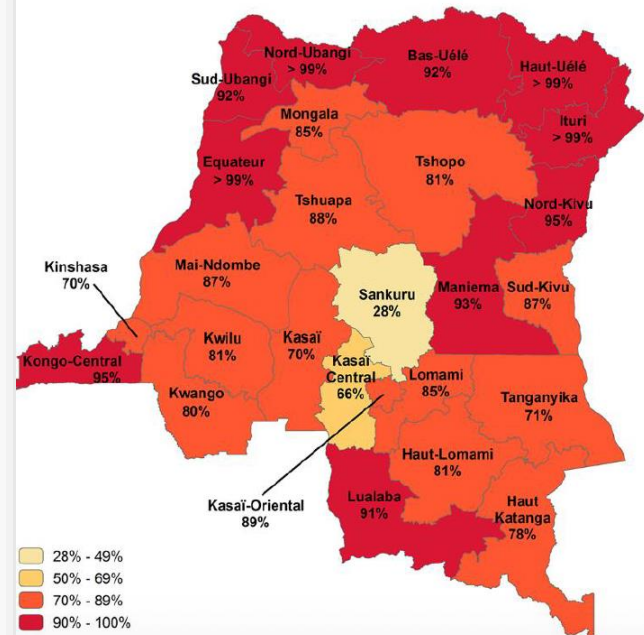 Nord-Ubangi
> 99%
Bas-Uélé
92%
Haut-Uélé
> 99%
Sud-Ubangi
92%
Mongala
85%
Ituri
> 99%
Equateur
> 99%
Tshopo
81%
Tshuapa
88%
Nord-Kivu
95%
Kinshasa
70%
Mai-Ndombe
87%
Sankuru
28%
Maniema
93%
Sud-Kivu
87%
Kongo-Central
95%
Kwilu
81%
Kasaï
70%
Kasaï
Central
66%
Lomami
85%
Kwango
80%
Tanganyika
71%
Haut-Lomami
81%
Kasaï-Oriental
89%
Lualaba
91%
Haut
Katanga
78%
28% - 49%
50% - 69%
70% - 89%
90% - 100%